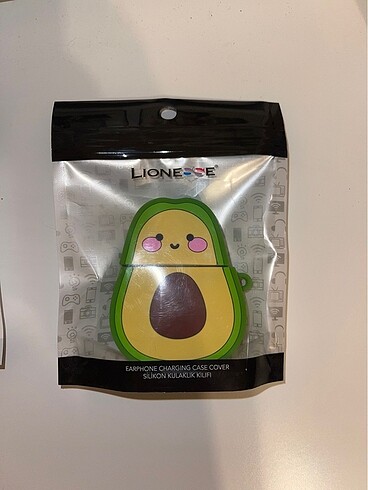 LIONESSE®
EARPHONE CHARGING CASE COVER
SİLİKON KULAKLIK KILIFI